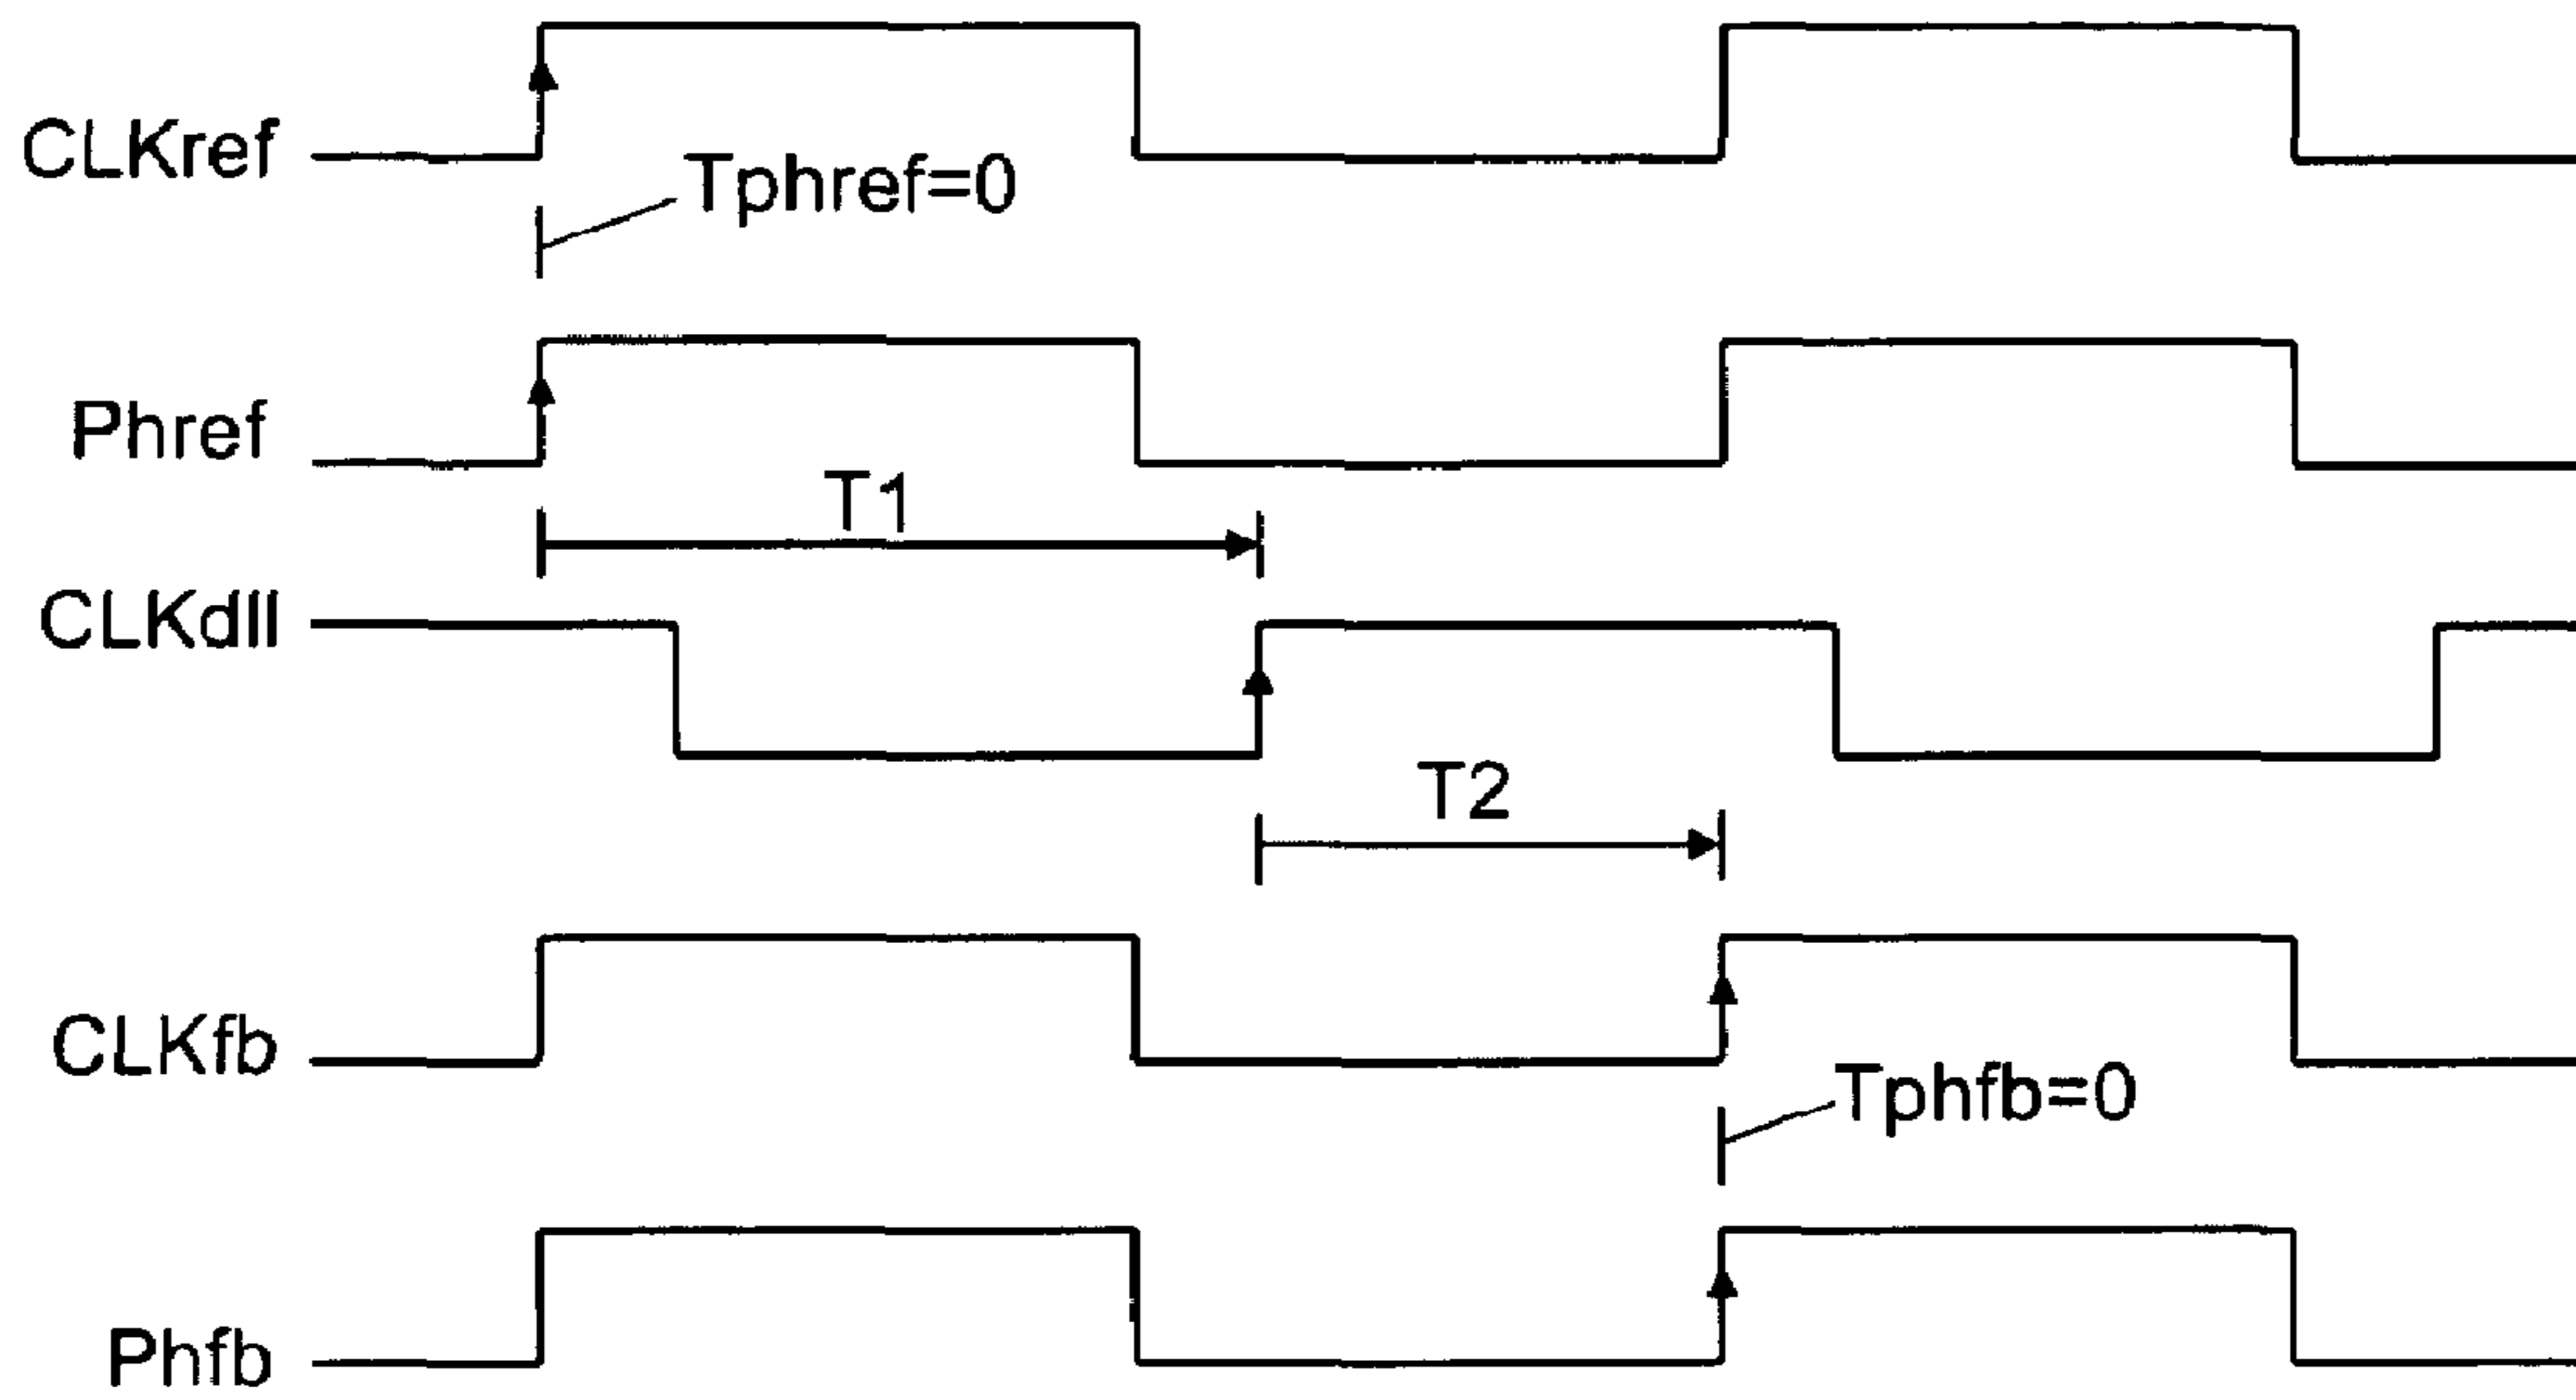 CLKref
Tphref=0
Phref
T1
CLKdll
T2
CLKfb
Tphfb=0
Phfb